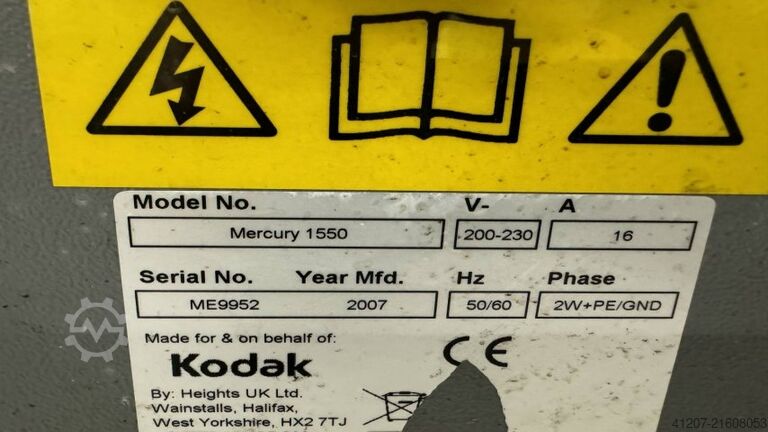 Model No. V- A
Mercury 1550 200-230 16
Serial No. Year Mfd. Hz Phase
ME9952 2007 50/60 2W+PE/GND
Made for & on behalf of:
Kodak CE
By: Heights UK Ltd.
Wainstalls, Halifax,
West Yorkshire, HX2 7TJ
41207-21608053